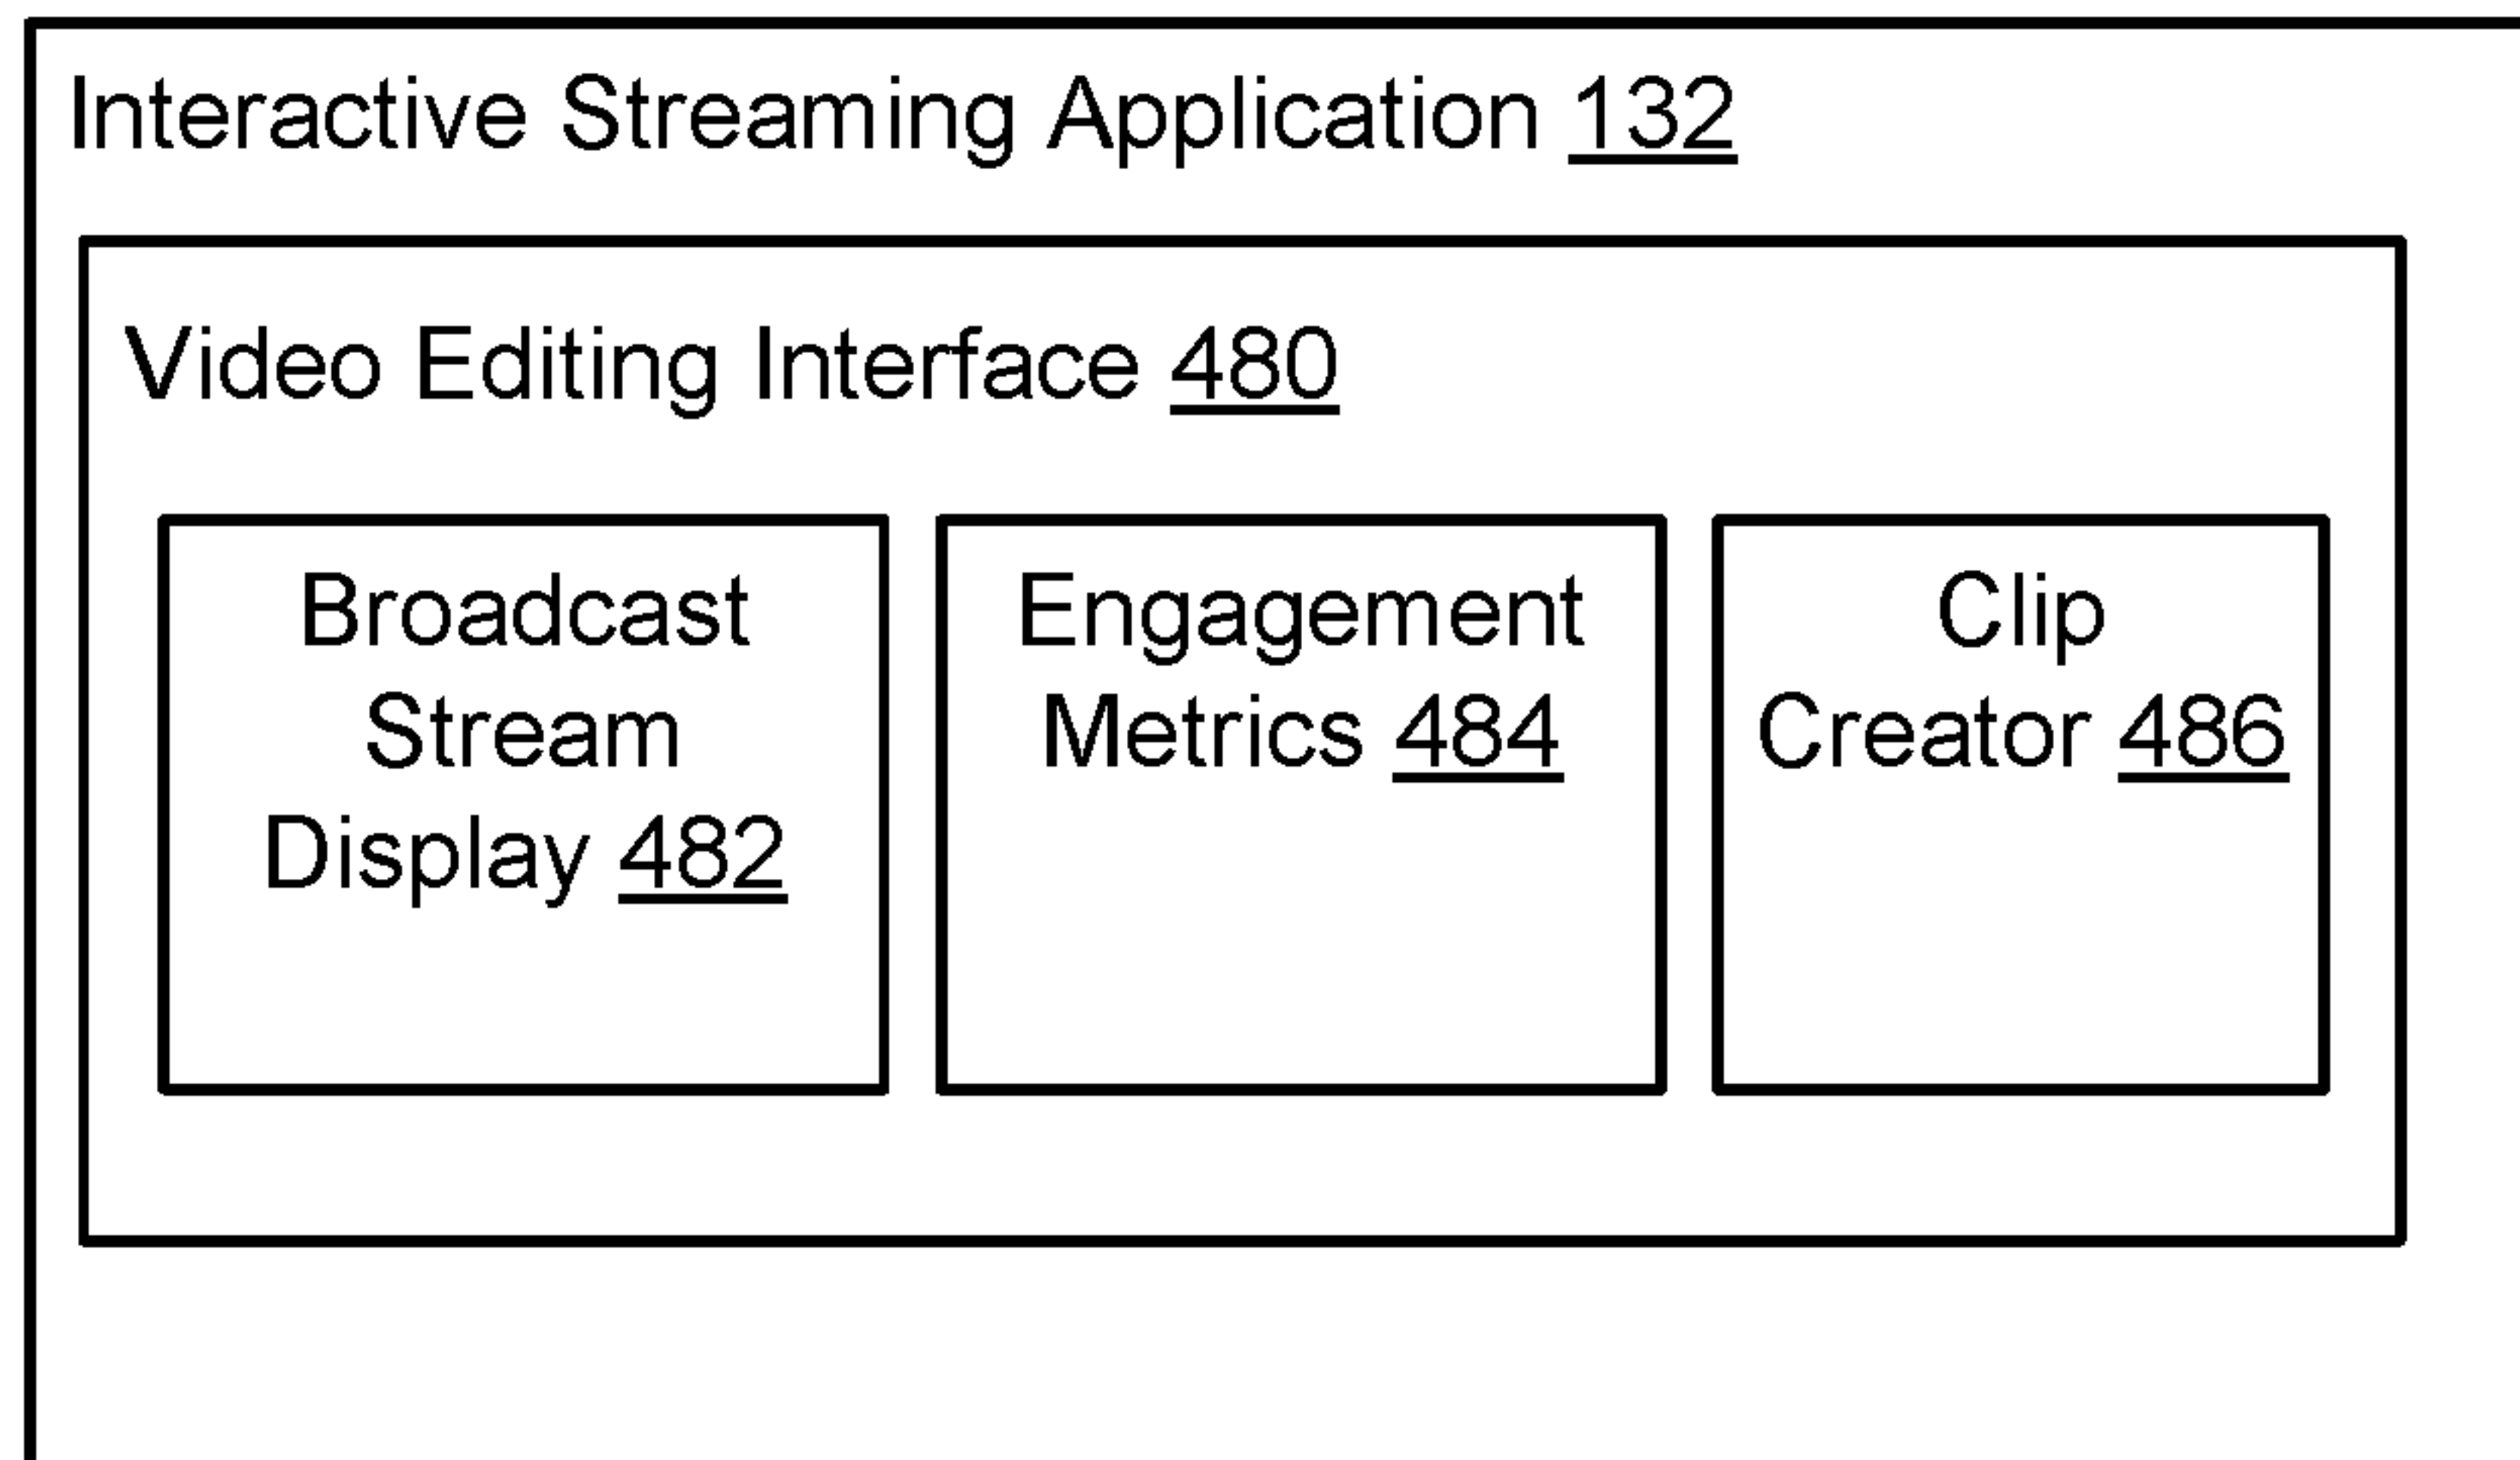 Interactive Streaming Application 132
Video Editing Interface 480
Broadcast
Stream
Display 482
Engagement
Metrics 484
Clip
Creator 486